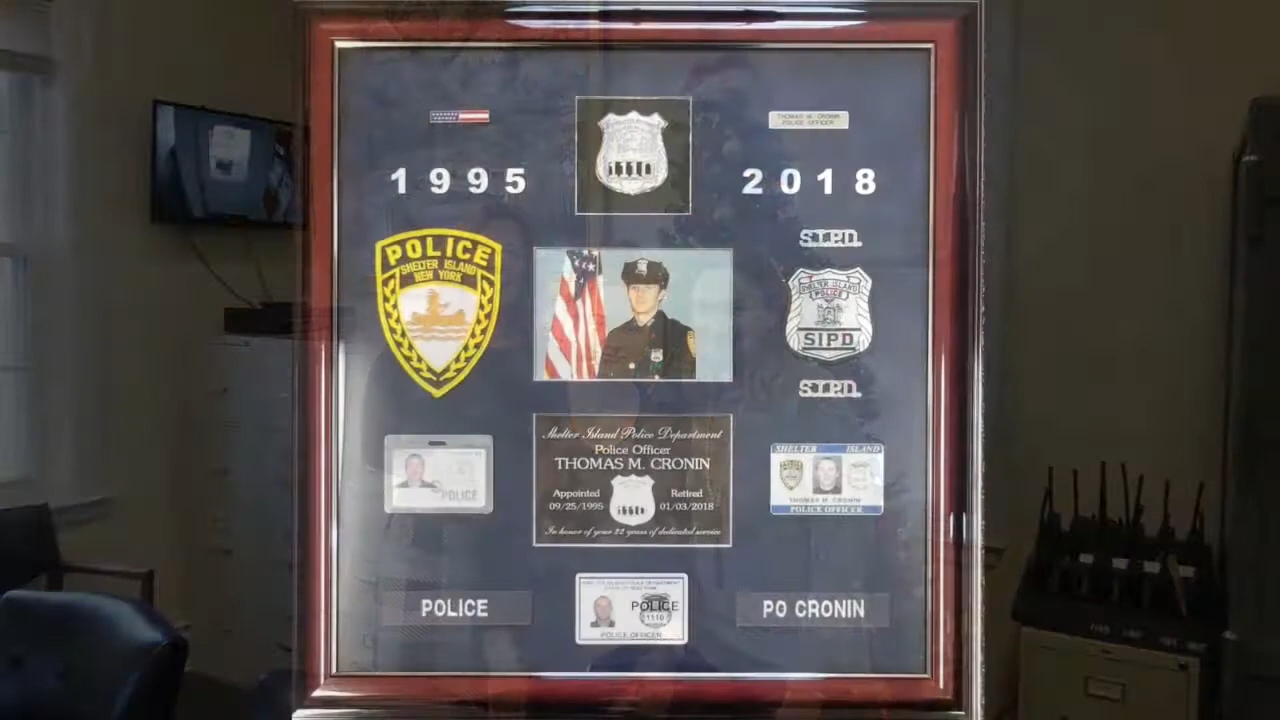 THOMAS M. CRONIN
POLICE OFFICER
1110
1995
2018
POLICE
SHELTER ISLAND
NEW YORK
S.I.P.D.
SHELTER ISLAND
POLICE
SIPD
S.I.P.D.
POLICE
Shelter Island Police Department
Police Officer
THOMAS M. CRONIN
Appointed
09/25/1995
Retired
01/03/2018
In honor of your 22 years of dedicated service
SHELTER ISLAND
THOMAS M. CRONIN
POLICE OFFICER
POLICE
POLICE
1110
POLICE OFFICER
PO CRONIN